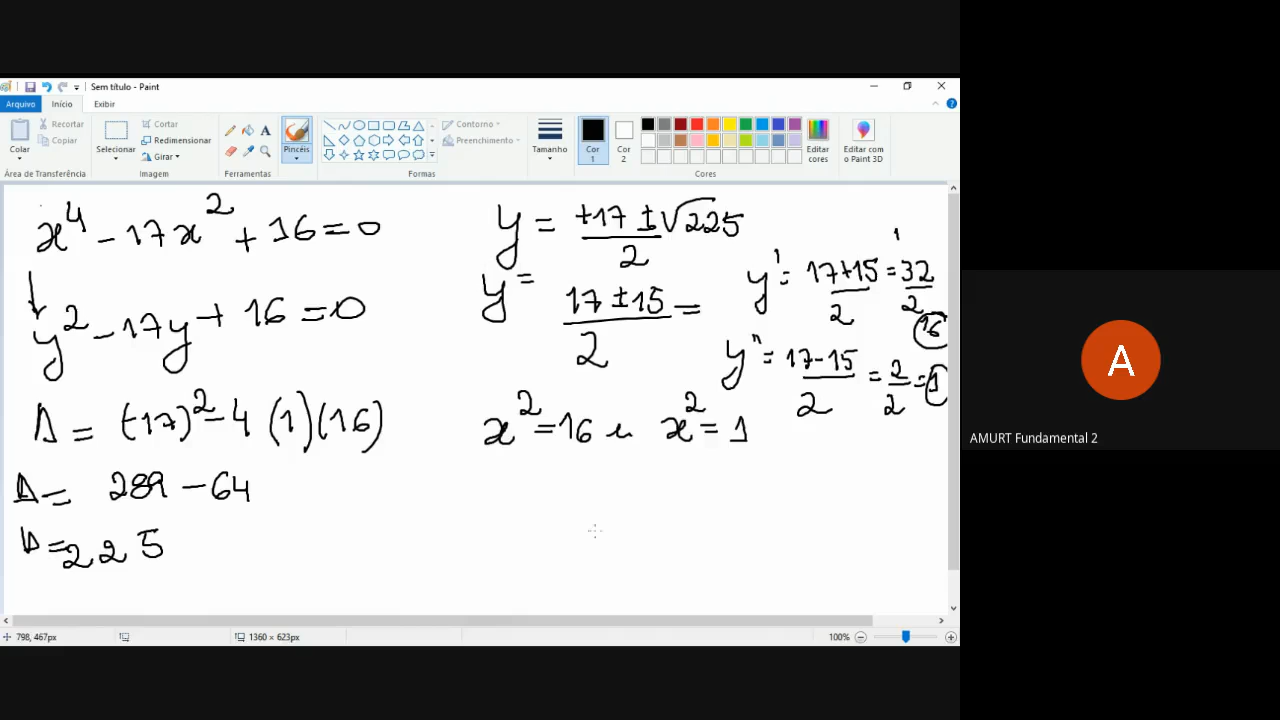 Sem título - Paint
Arquivo Início Exibir
Colar
Recortar
Copiar
Área de Transferência
Selecionar
Cortar
Redimensionar
Girar
Imagem
A
Ferramentas
Pincéis
Contorno
Preenchimento
Formas
Tamanho
Cor 1
Cor 2
Editar cores
Cores
Editar com o Paint 3D
x⁴ - 17x² + 16 = 0
y² - 17y + 16 = 0
Δ = (-17)² - 4 (1)(16)
Δ = 289 - 64
Δ = 225
y = +17 ± √225 / 2
y = 17 ± 15 / 2 =
y' = 17+15 / 2 = 32 / 2
16
y" = 17-15 / 2 = 2 / 2 = 1
x² = 16 x² = 1
798, 467px
1360 × 623px
100%
A
AMURT Fundamental 2